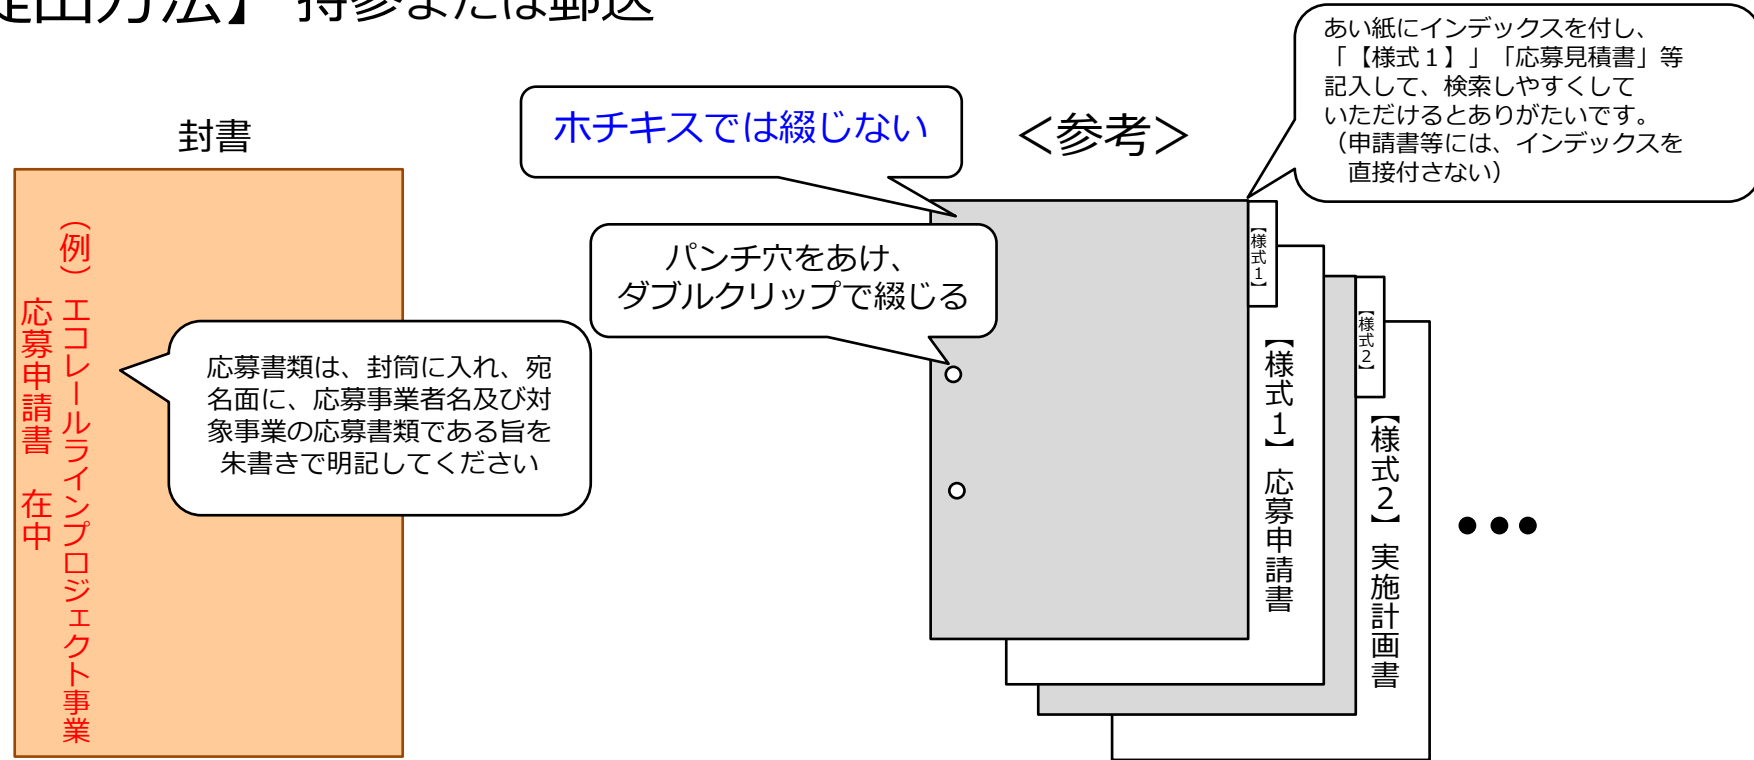 提出方法】 持参または郵送
封書
（例）エコレールラインプロジェクト事業
応募申請書　在中
応募書類は、封筒に入れ、宛
名面に、応募事業者名及び対
象事業の応募書類である旨を
朱書きで明記してください
ホチキスでは綴じない
＜参考＞
パンチ穴をあけ、
ダブルクリップで綴じる
あい紙にインデックスを付し、
「【様式１】」「応募見積書」等
記入して、検索しやすくして
いただけるとありがたいです。
（申請書等には、インデックスを
直接付さない）
【様式１】
【様式１】応募申請書
【様式２】
【様式２】実施計画書
●●●